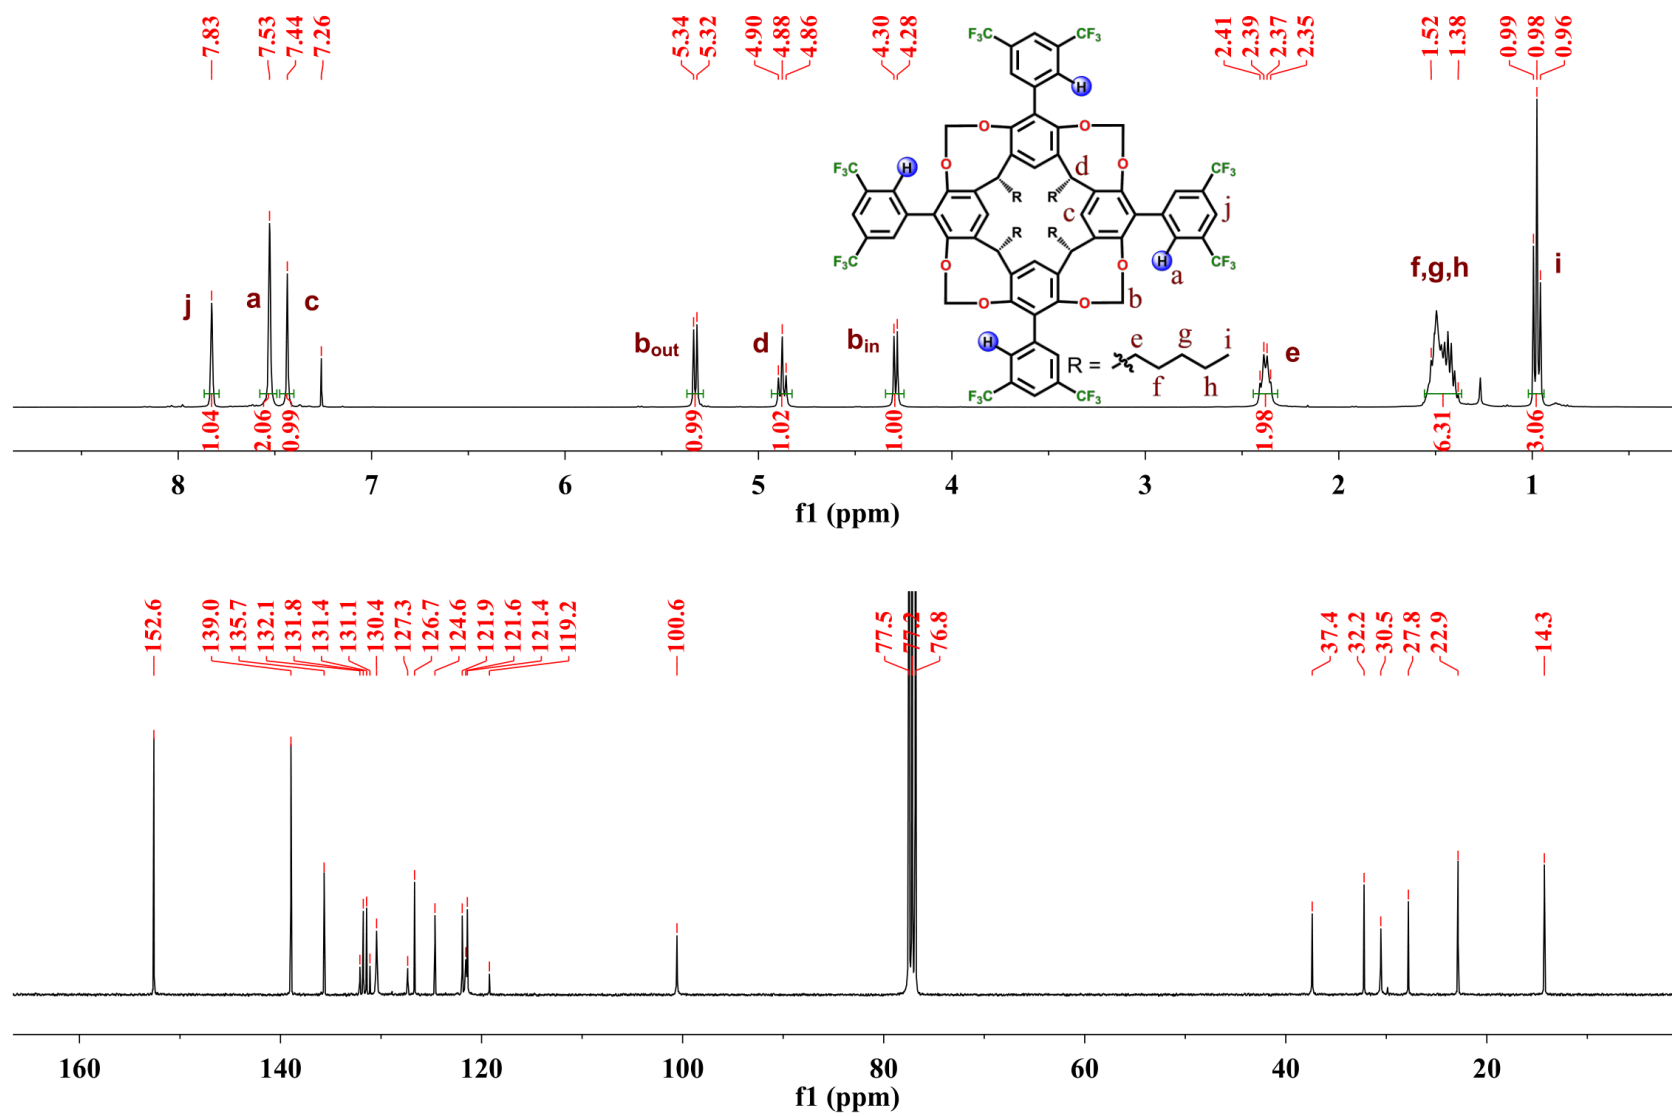 7.83 7.53 7.44 7.26 5.34 5.32 4.90 4.88 4.86 4.30 4.28 2.41 2.39 2.37 2.35 1.52 1.38 0.99 0.98 0.96
F₃C CF₃
H
O O
F₃C H O d O CF₃
R R
c j
R R
F₃C O O H CF₃
a
O O b
H
R = e g i
f h
F₃C CF₃
j a c b_out d b_in e f,g,h i
1.04 2.06 0.99 0.99 1.02 1.00 1.98 6.31 3.06
8 7 6 5 4 3 2 1
f1 (ppm)
152.6 139.0 135.7 132.1 131.8 131.4 131.1 130.4 127.3 126.7 124.6 121.9 121.6 121.4 119.2 100.6 77.5 77.2 76.8 37.4 32.2 30.5 27.8 22.9 14.3
160 140 120 100 80 60 40 20
f1 (ppm)